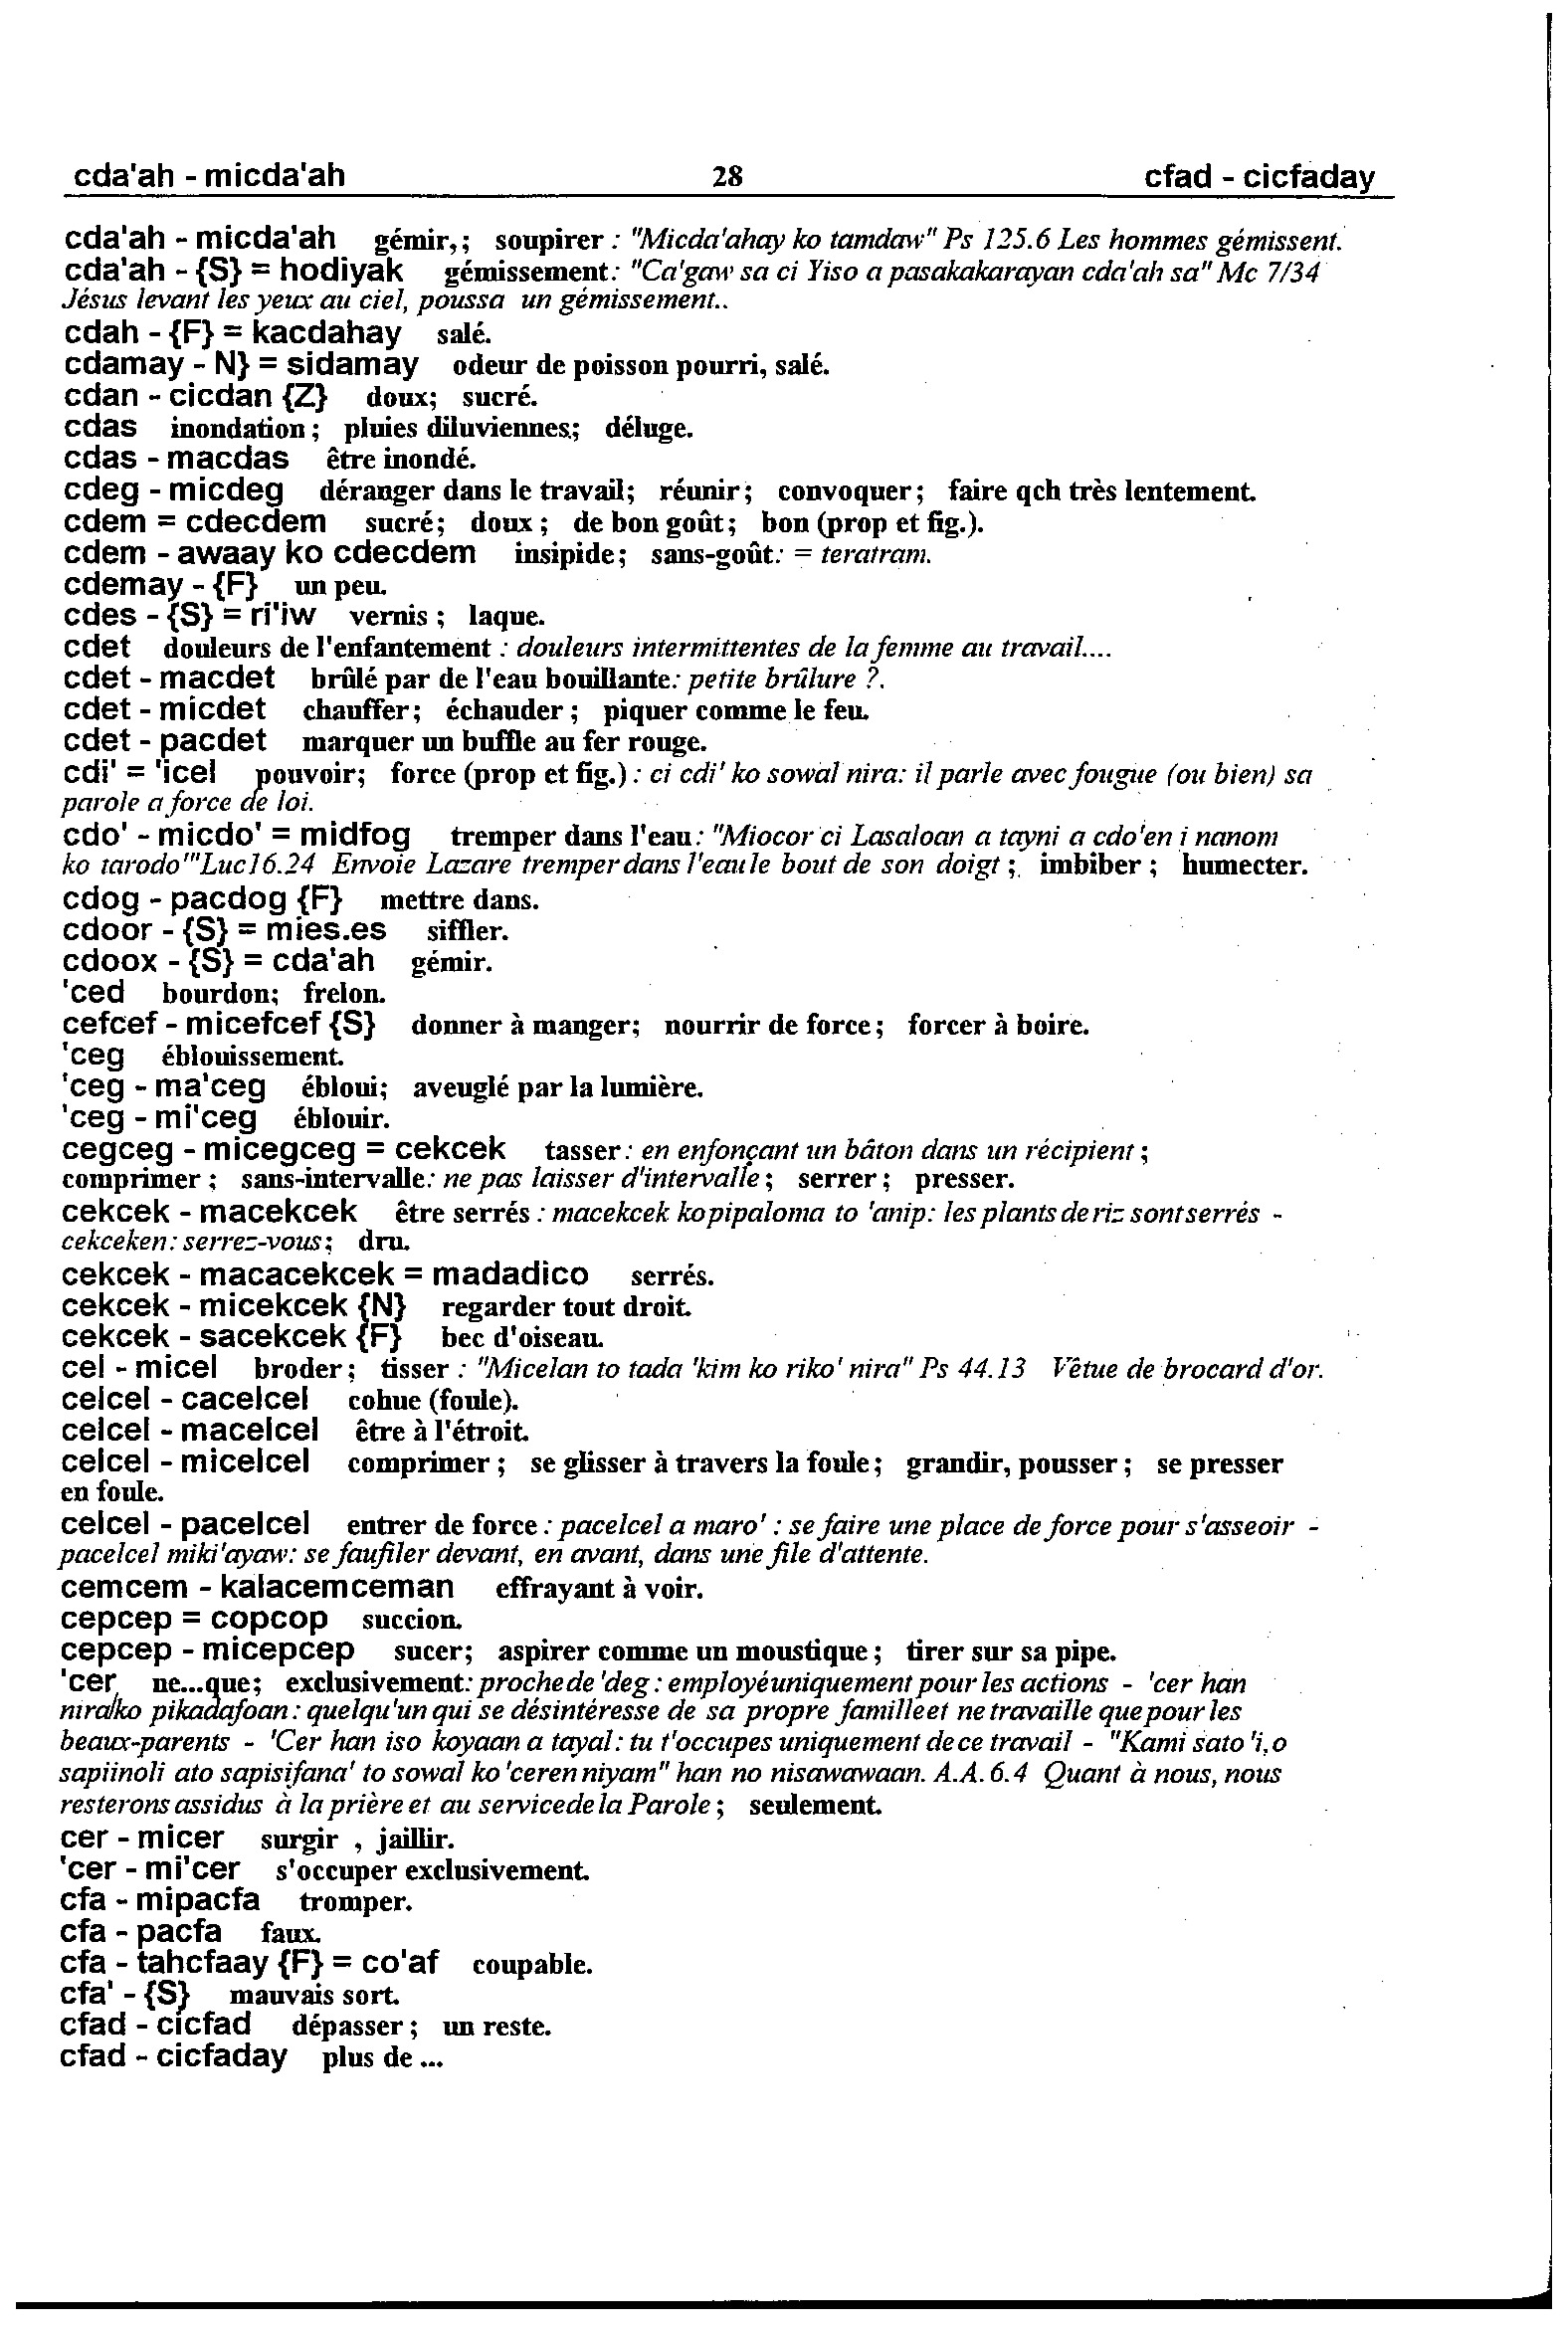 cda'ah - micda'ah 28 cfad - cicfaday
cda'ah - micda'ah gémir,; soupirer : "Micda'ahay ko tamdaw" Ps 125.6 Les hommes gémissent.
cda'ah - {S} = hodiyak gémissement: "Ca'gaw sa ci Yiso a pasakakarayan cda'ah sa" Mc 7/34
Jésus levant les yeux au ciel, poussa un gémissement..
cdah - {F} = kacdahay salé.
cdamay - N} = sidamay odeur de poisson pourri, salé.
cdan - cicdan {Z} doux; sucré.
cdas inondation ; pluies diluviennes; déluge.
cdas - macdas être inondé.
cdeg - micdeg déranger dans le travail; réunir; convoquer; faire qch très lentement.
cdem = cdecdem sucré; doux ; de bon goût; bon (prop et fig.).
cdem - awaay ko cdecdem insipide; sans-goût: = teratram.
cdemay - {F} un peu.
cdes - {S} = ri'iw vernis ; laque.
cdet douleurs de l'enfantement : douleurs intermittentes de la femme au travail....
cdet - macdet brûlé par de l'eau bouillante: petite brûlure ?.
cdet - micdet chauffer; échauder ; piquer comme le feu.
cdet - pacdet marquer un buffle au fer rouge.
cdi' = 'icel pouvoir; force (prop et fig.) : ci cdi' ko sowal nira: il parle avec fougue (ou bien) sa
parole a force de loi.
cdo' - micdo' = midfog tremper dans l'eau: "Miocor ci Lasaloan a tayni a cdo'en i nanom
ko tarodo'"Luc16.24 Envoie Lazare tremper dans l'eau le bout de son doigt ; imbiber ; humecter.
cdog - pacdog {F} mettre dans.
cdoor - {S} = mies.es siffler.
cdoox - {S} = cda'ah gémir.
'ced bourdon; frelon.
cefcef - micefcef {S} donner à manger; nourrir de force ; forcer à boire.
'ceg éblouissement.
'ceg - ma'ceg ébloui; aveuglé par la lumière.
'ceg - mi'ceg éblouir.
cegceg - micegceg = cekcek tasser: en enfonçant un bâton dans un récipient ;
comprimer ; sans-intervalle: ne pas laisser d'intervalle ; serrer ; presser.
cekcek - macekcek être serrés : macekcek ko pipaloma to 'anip: les plants de riz sont serrés -
cekceken: serrez-vous; dru.
cekcek - macacekcek = madadico serrés.
cekcek - micekcek {N} regarder tout droit.
cekcek - sacekcek {F} bec d'oiseau.
cel - micel broder ; tisser : "Micelan to tada 'kim ko riko' nira" Ps 44.13 Vêtue de brocard d'or.
celcel - cacelcel cohue (foule).
celcel - macelcel être à l'étroit.
celcel - micelcel comprimer ; se glisser à travers la foule ; grandir, pousser ; se presser
en foule.
celcel - pacelcel entrer de force : pacelcel a maro' : se faire une place de force pour s'asseoir -
pacelcel miki'ayaw: se faufiler devant, en avant, dans une file d'attente.
cemcem - kalacemceman effrayant à voir.
cepcep = copcop succion.
cepcep - micepcep sucer; aspirer comme un moustique ; tirer sur sa pipe.
'cer ne...que; exclusivement: proche de 'deg : employé uniquement pour les actions - 'cer han
nira ko pikadafoan: quelqu'un qui se désintéresse de sa propre famille et ne travaille que pour les
beaux-parents - 'Cer han iso koyaan a tayal: tu t'occupes uniquement de ce travail - "Kami sato 'i, o
sapiinoli ato sapisifana' to sowal ko 'ceren niyam" han no nisawawaan. A.A. 6.4 Quant à nous, nous
resterons assidus à la prière et au service de la Parole ; seulement.
cer - micer surgir , jaillir.
'cer - mi'cer s'occuper exclusivement.
cfa - mipacfa tromper.
cfa - pacfa faux.
cfa - tahcfaay {F} = co'af coupable.
cfa' - {S} mauvais sort.
cfad - cicfad dépasser ; un reste.
cfad - cicfaday plus de ...